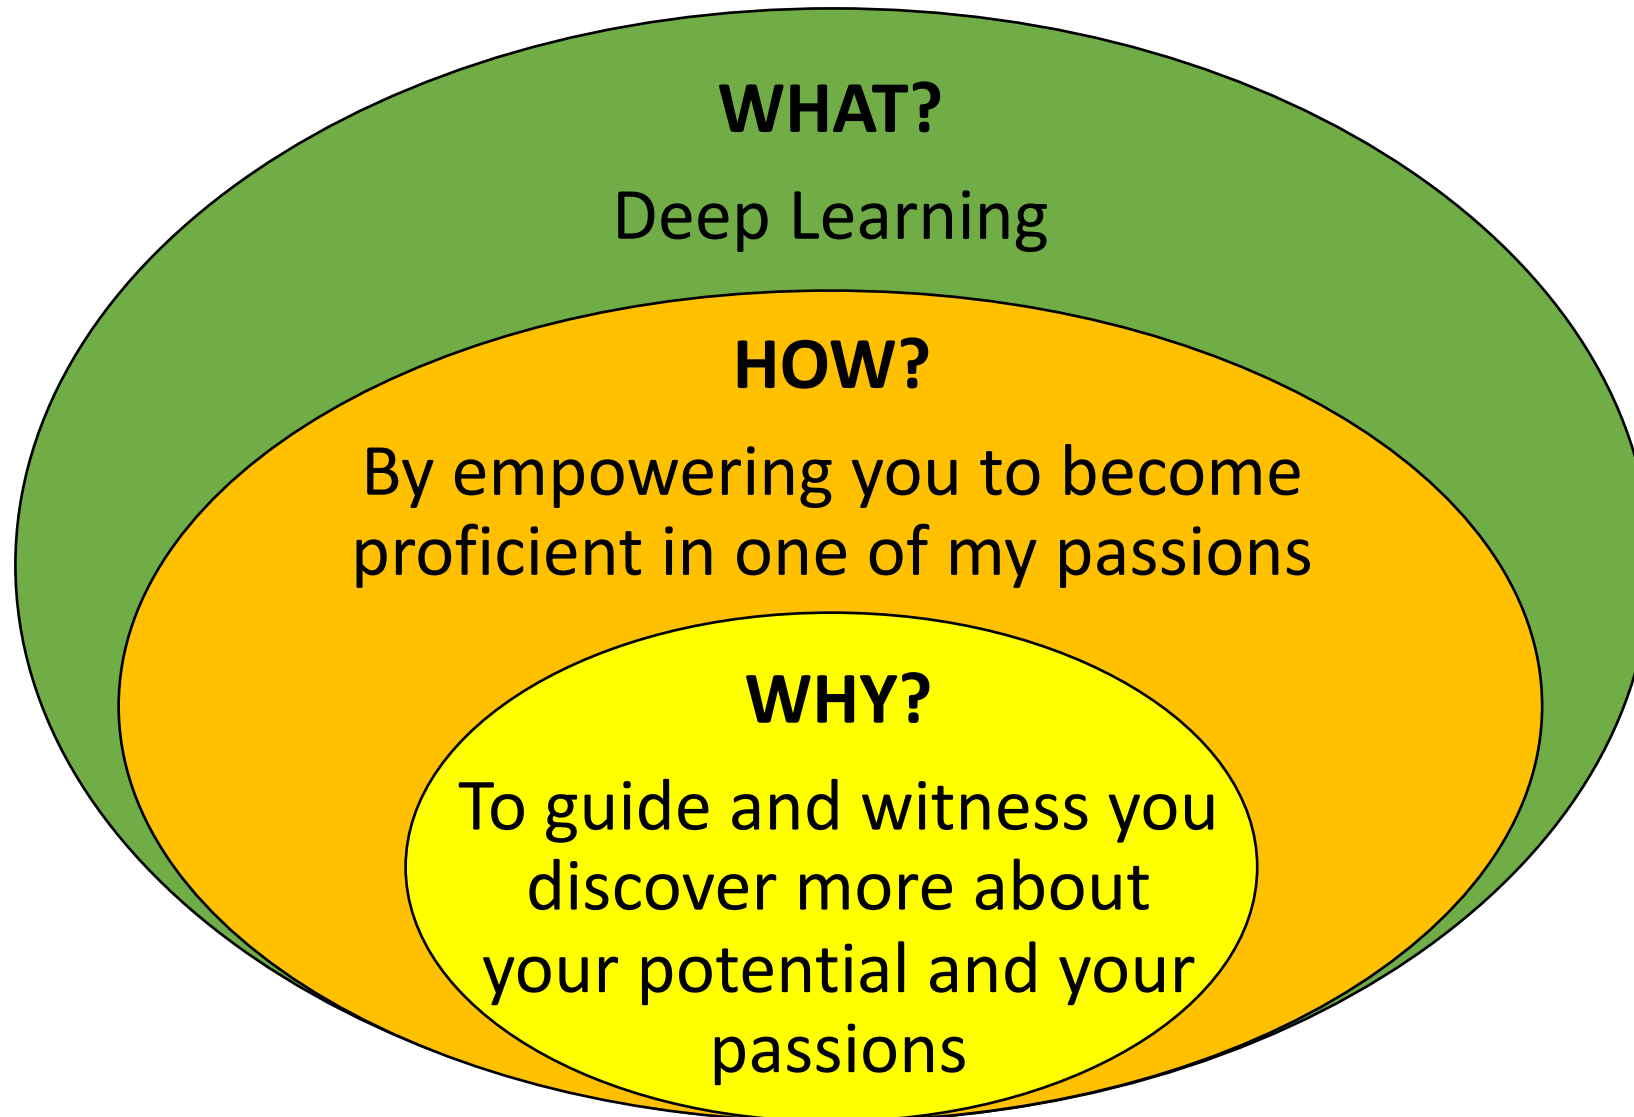 WHAT?
Deep Learning
HOW?
By empowering you to become
proficient in one of my passions
WHY?
To guide and witness you
discover more about
your potential and your
passions